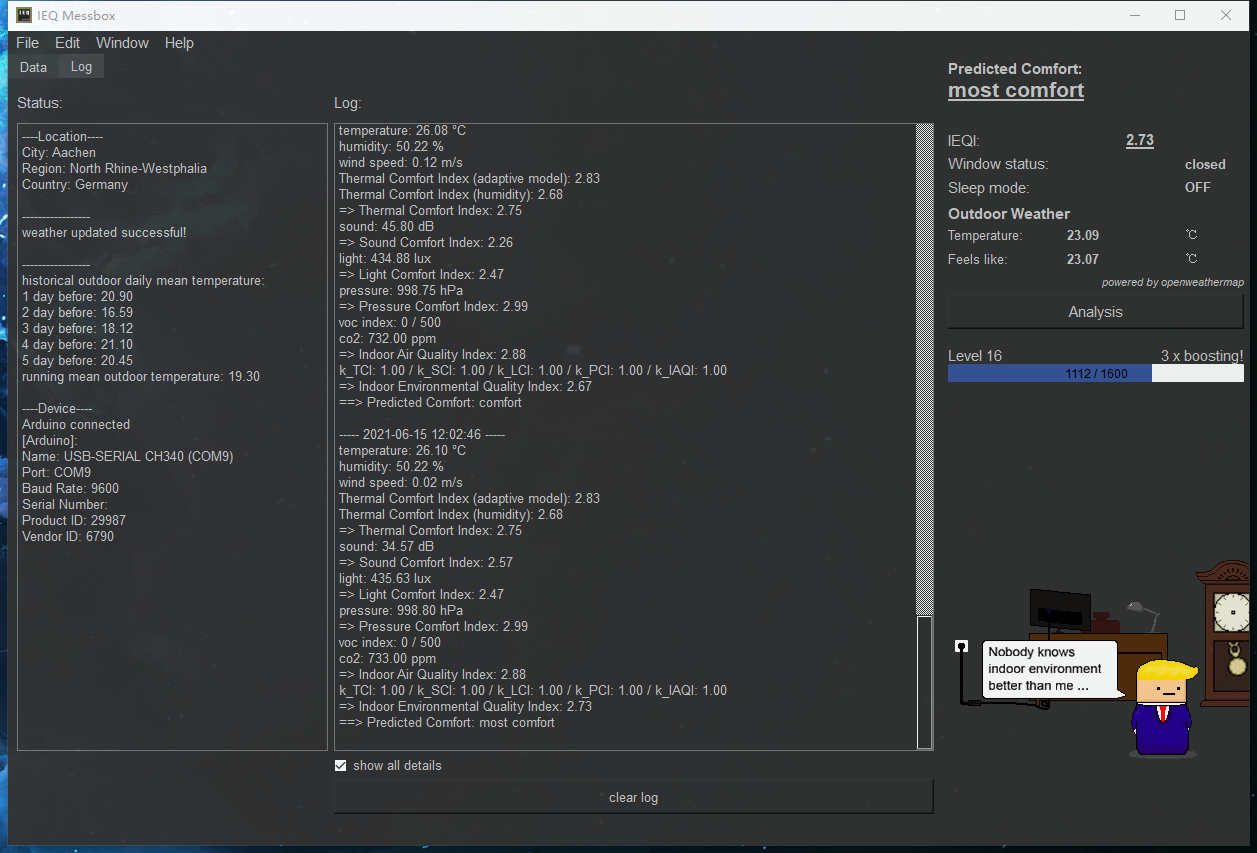 IEQ Messbox
File Edit Window Help
Data Log
Status:
----Location----
City: Aachen
Region: North Rhine-Westphalia
Country: Germany
-----------------
weather updated successful!
-----------------
historical outdoor daily mean temperature:
1 day before: 20.90
2 day before: 16.59
3 day before: 18.12
4 day before: 21.10
5 day before: 20.45
running mean outdoor temperature: 19.30
----Device----
Arduino connected
[Arduino]:
Name: USB-SERIAL CH340 (COM9)
Port: COM9
Baud Rate: 9600
Serial Number:
Product ID: 29987
Vendor ID: 6790
Log:
temperature: 26.08 °C
humidity: 50.22 %
wind speed: 0.12 m/s
Thermal Comfort Index (adaptive model): 2.83
Thermal Comfort Index (humidity): 2.68
=> Thermal Comfort Index: 2.75
sound: 45.80 dB
=> Sound Comfort Index: 2.26
light: 434.88 lux
=> Light Comfort Index: 2.47
pressure: 998.75 hPa
=> Pressure Comfort Index: 2.99
voc index: 0 / 500
co2: 732.00 ppm
=> Indoor Air Quality Index: 2.88
k_TCI: 1.00 / k_SCI: 1.00 / k_LCI: 1.00 / k_PCI: 1.00 / k_IAQI: 1.00
=> Indoor Environmental Quality Index: 2.67
==> Predicted Comfort: comfort
----- 2021-06-15 12:02:46 -----
temperature: 26.10 °C
humidity: 50.22 %
wind speed: 0.02 m/s
Thermal Comfort Index (adaptive model): 2.83
Thermal Comfort Index (humidity): 2.68
=> Thermal Comfort Index: 2.75
sound: 34.57 dB
=> Sound Comfort Index: 2.57
light: 435.63 lux
=> Light Comfort Index: 2.47
pressure: 998.80 hPa
=> Pressure Comfort Index: 2.99
voc index: 0 / 500
co2: 733.00 ppm
=> Indoor Air Quality Index: 2.88
k_TCI: 1.00 / k_SCI: 1.00 / k_LCI: 1.00 / k_PCI: 1.00 / k_IAQI: 1.00
=> Indoor Environmental Quality Index: 2.73
==> Predicted Comfort: most comfort
show all details
clear log
Predicted Comfort:
most comfort
IEQI: 2.73
Window status: closed
Sleep mode: OFF
Outdoor Weather
Temperature: 23.09 ℃
Feels like: 23.07 ℃
powered by openweathermap
Analysis
Level 16 3 x boosting!
1112 / 1600
Nobody knows
indoor environment
better than me ...